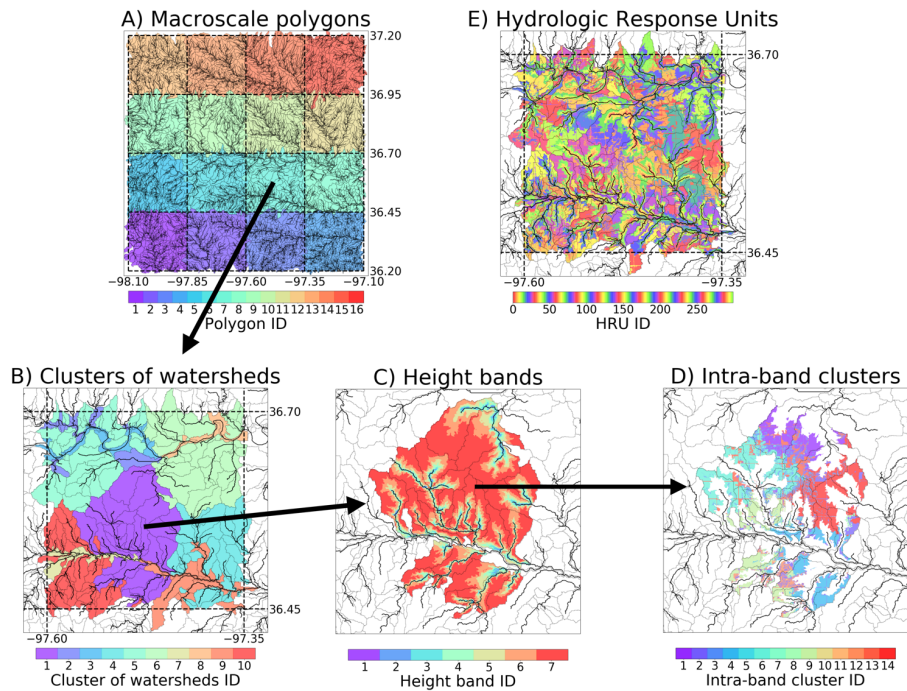 A) Macroscale polygons
37.20
36.95
36.70
36.45
36.20
−98.10 −97.85 −97.60 −97.35 −97.10
1 2 3 4 5 6 7 8 9 10 11 12 13 14 15 16
Polygon ID
E) Hydrologic Response Units
36.70
36.45
−97.60 −97.35
0 50 100 150 200 250
HRU ID
B) Clusters of watersheds
36.70
36.45
−97.60 −97.35
1 2 3 4 5 6 7 8 9 10
Cluster of watersheds ID
C) Height bands
1 2 3 4 5 6 7
Height band ID
D) Intra-band clusters
1 2 3 4 5 6 7 8 9 10 11 12 13 14
Intra-band cluster ID